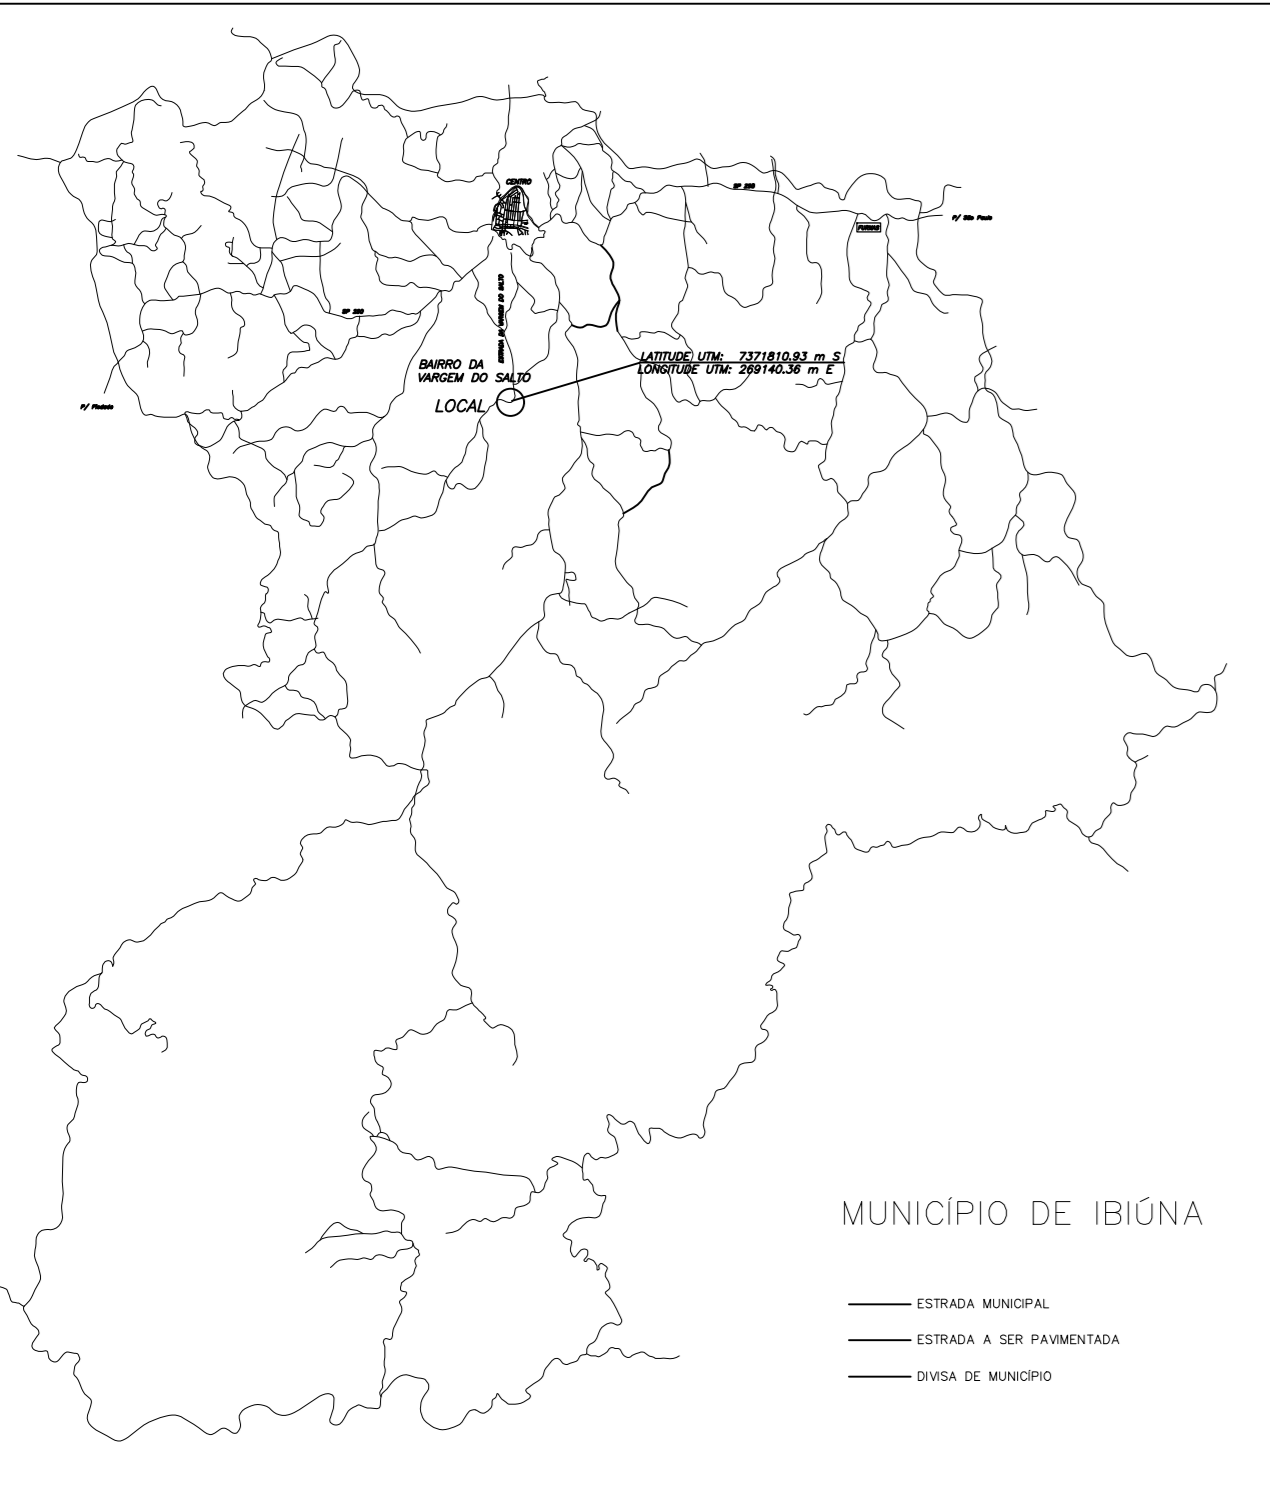 CENTRO
SP 250
P/ São Paulo
FURNAS
ESTRADA DA VARGEM DO SALTO
SP 250
LATITUDE UTM: 7371810.93 m S
LONGITUDE UTM: 269140.36 m E
BAIRRO DA
VARGEM DO SALTO
LOCAL
P/ Piedade
MUNICÍPIO DE IBIÚNA
ESTRADA MUNICIPAL
ESTRADA A SER PAVIMENTADA
DIVISA DE MUNICÍPIO